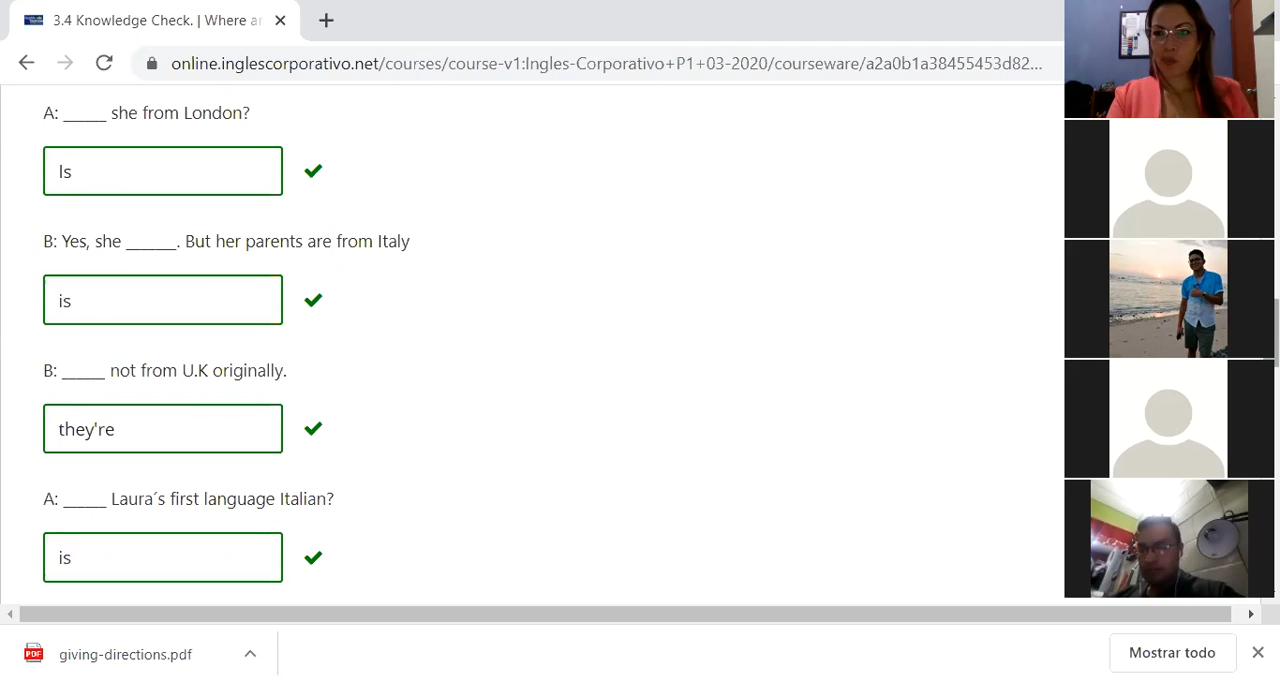 3.4 Knowledge Check. | Where ar
online.inglescorporativo.net/courses/course-v1:Ingles-Corporativo+P1+03-2020/courseware/a2a0b1a38455453d82...
A: _____ she from London?
Is
B: Yes, she ______. But her parents are from Italy
is
B: _____ not from U.K originally.
they're
A: _____ Laura´s first language Italian?
is
giving-directions.pdf
Mostrar todo
PDF